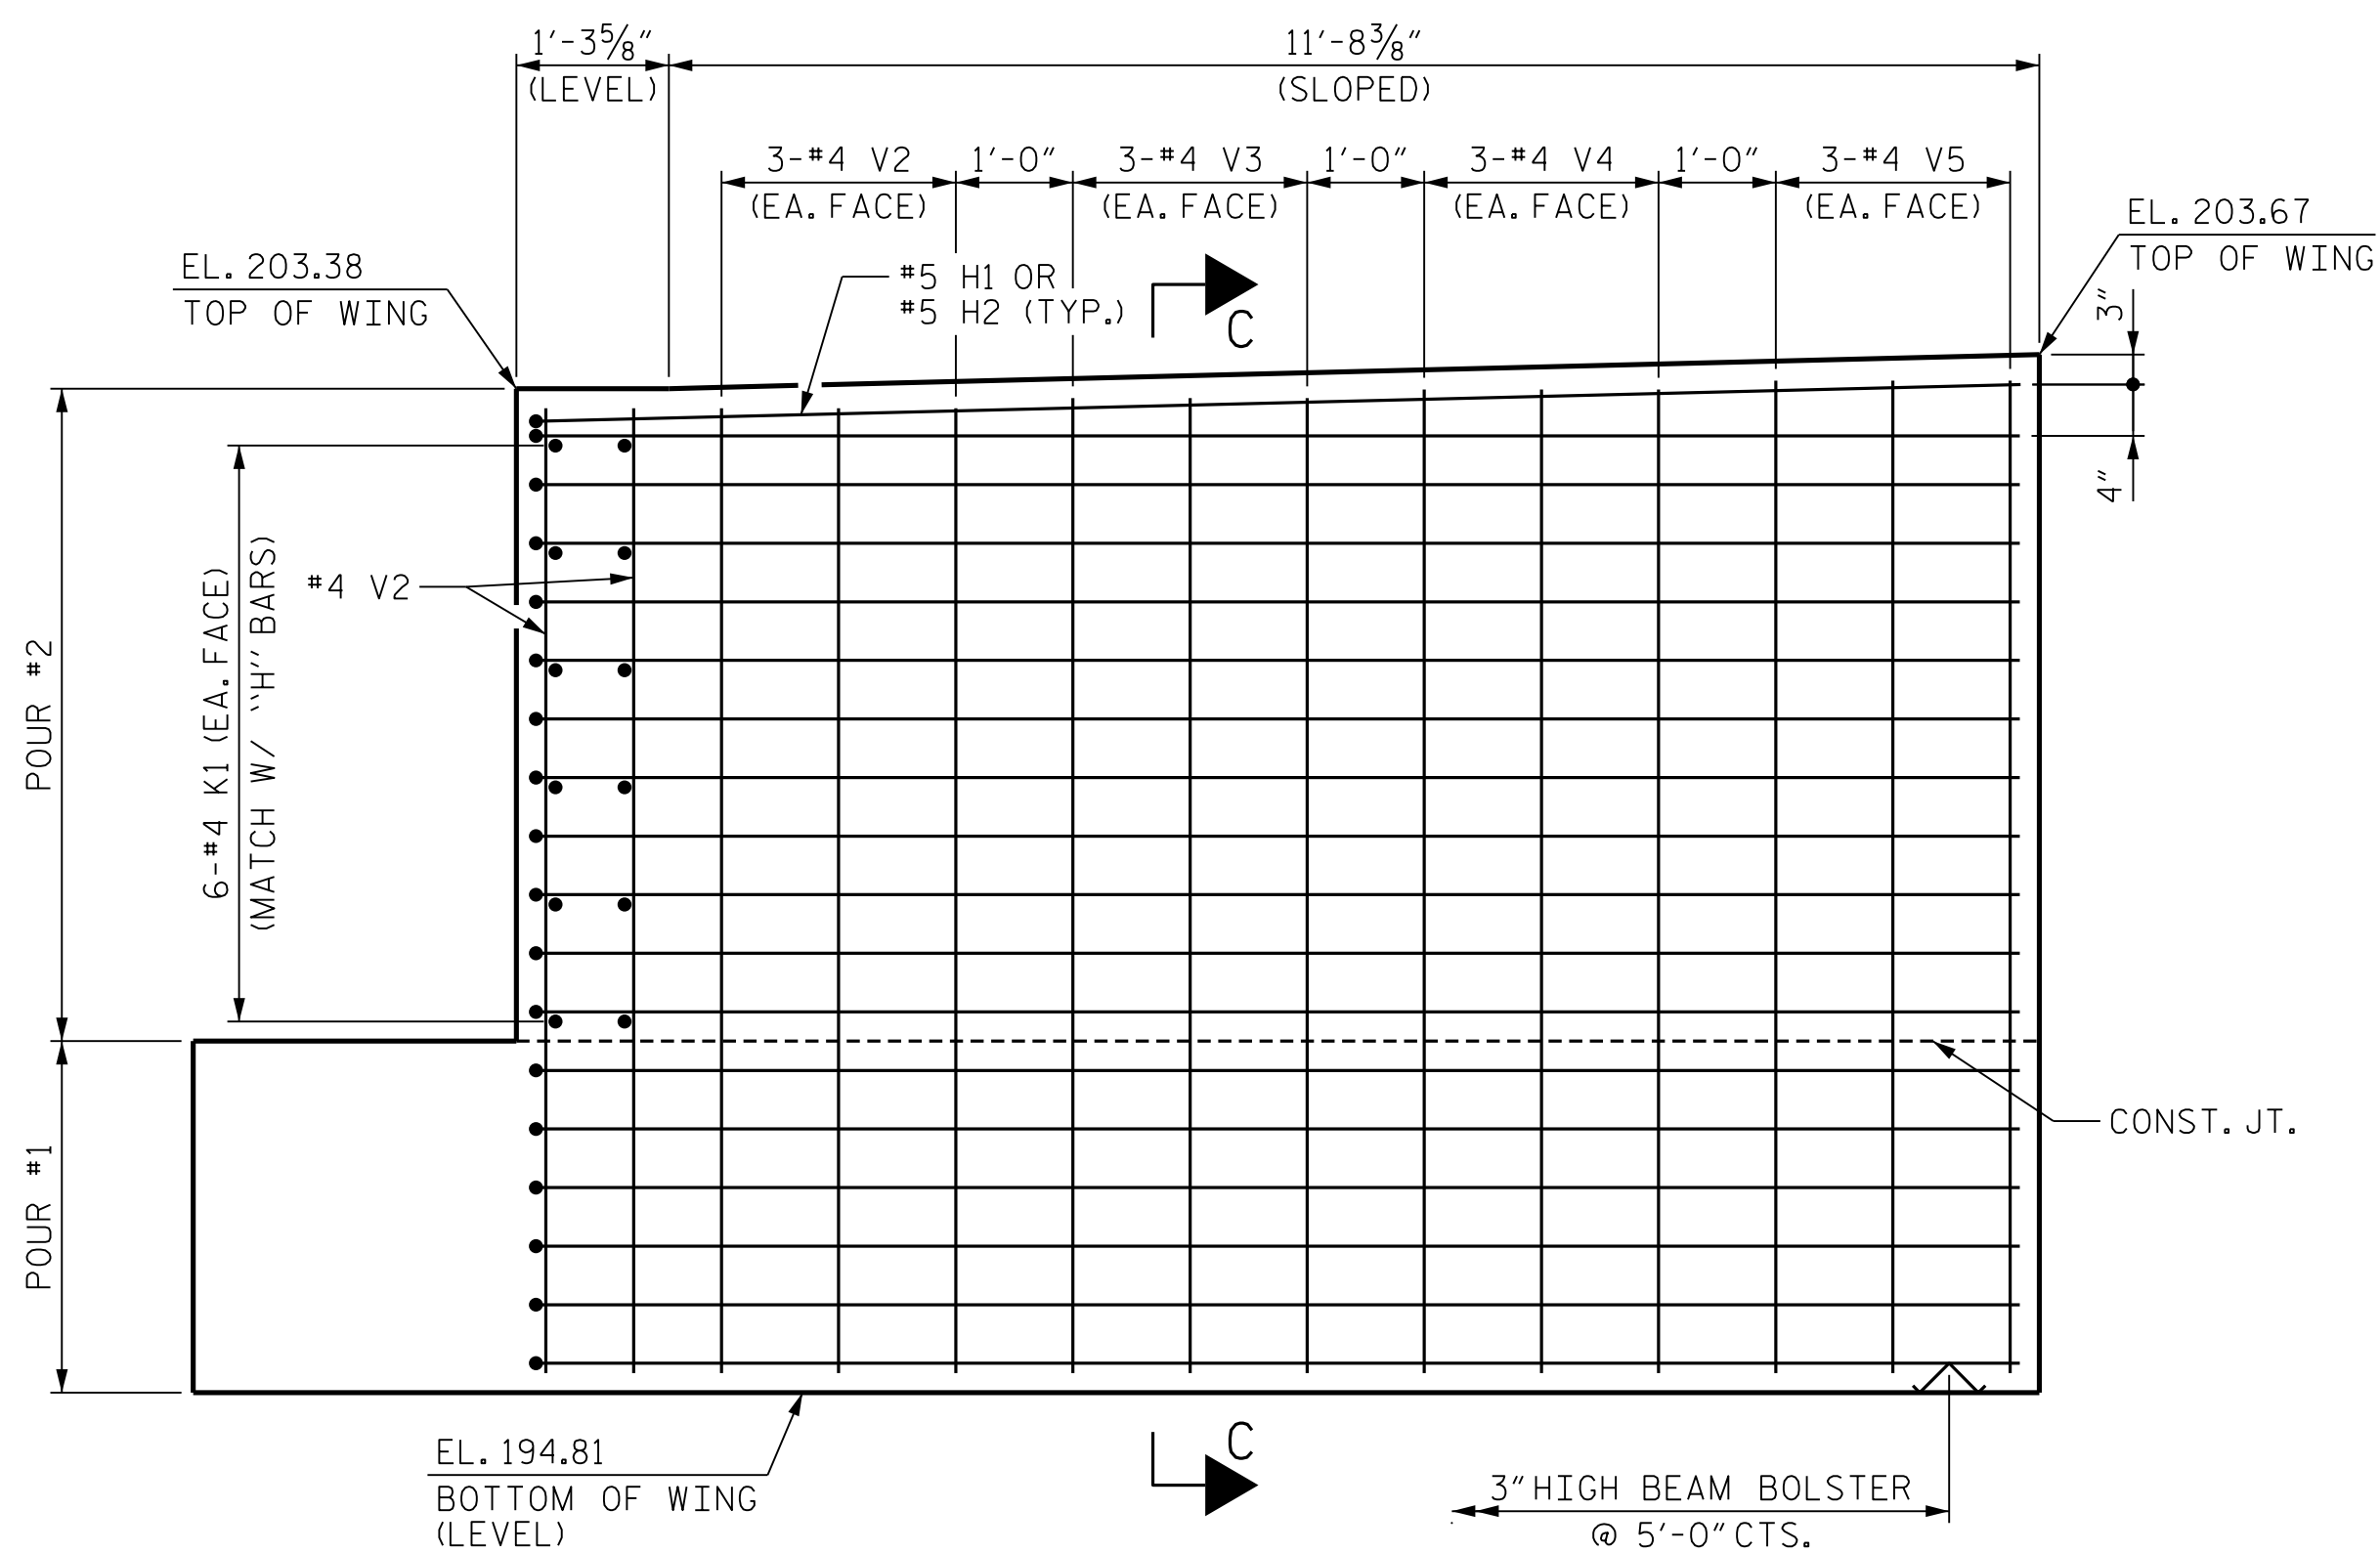 1'-3⅝"
(LEVEL)
11'-8⅜"
(SLOPED)
3-#4 V2
(EA. FACE)
1'-0"
3-#4 V3
(EA. FACE)
1'-0"
3-#4 V4
(EA. FACE)
1'-0"
3-#4 V5
(EA. FACE)
EL. 203.67
TOP OF WING
EL. 203.38
TOP OF WING
#5 H1 OR
#5 H2 (TYP.)
C
3"
4"
#4 V2
6-#4 K1 (EA. FACE)
(MATCH W/ ``H'' BARS)
POUR #2
POUR #1
CONST. JT.
EL. 194.81
BOTTOM OF WING
(LEVEL)
C
3"HIGH BEAM BOLSTER
@ 5'-0"CTS.